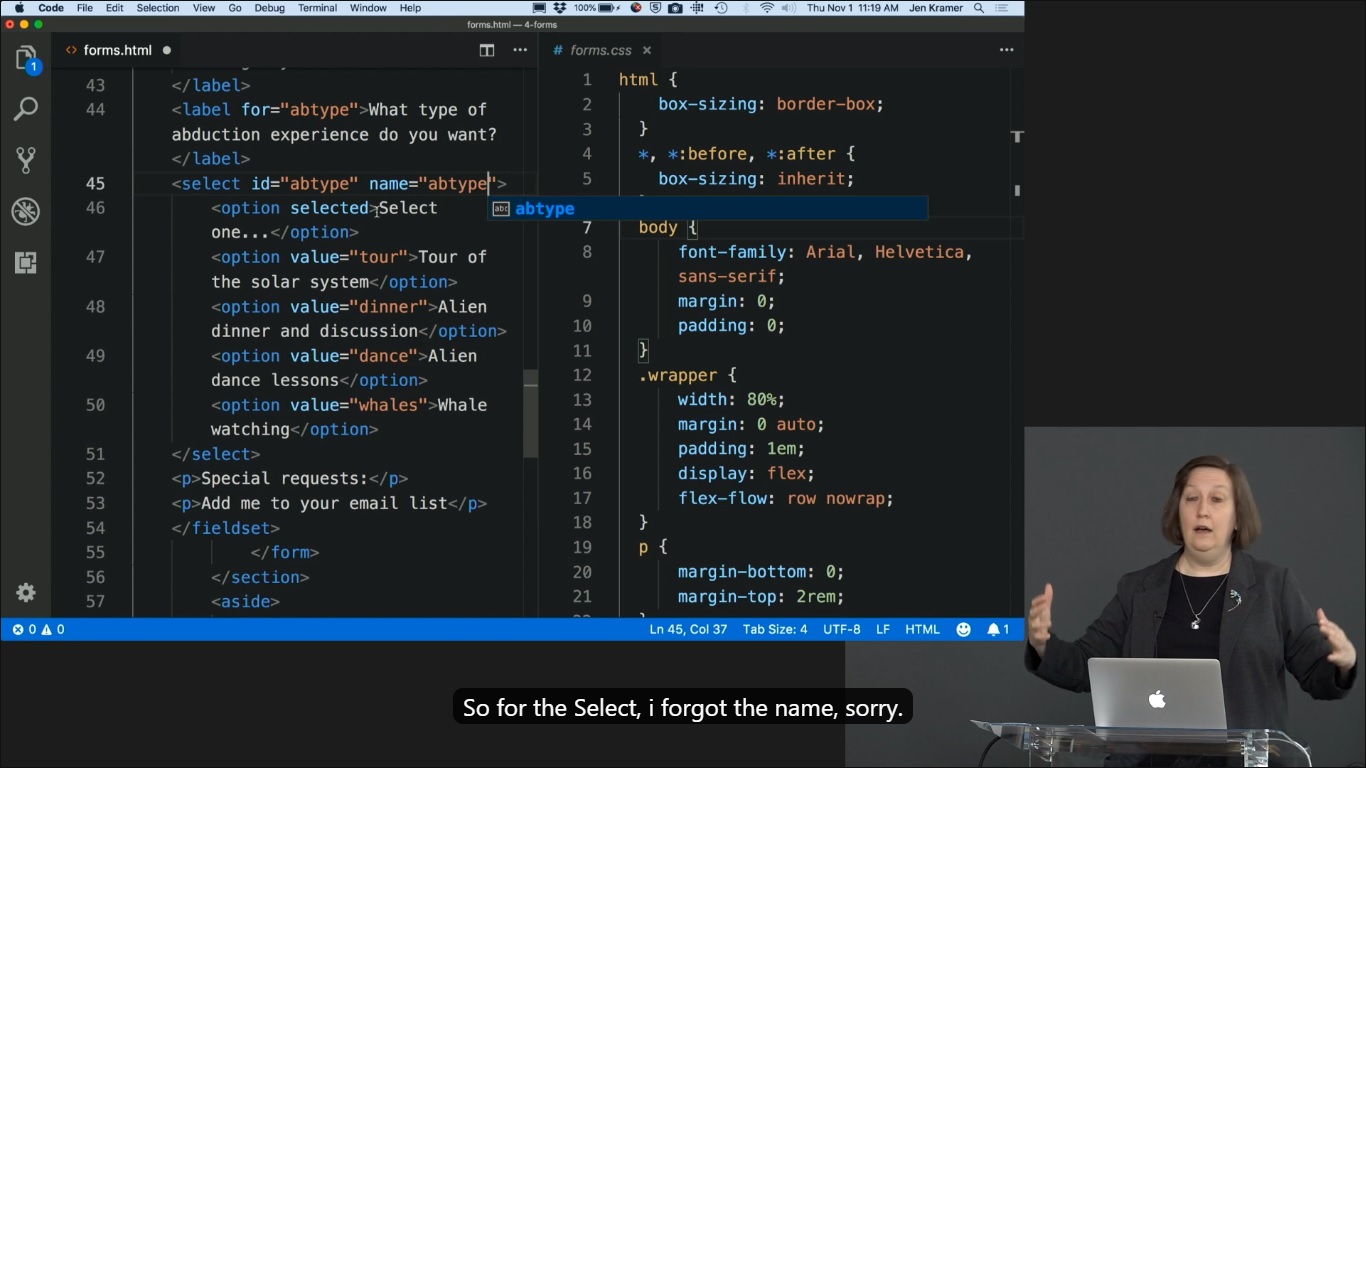 Code File Edit Selection View Go Debug Terminal Window Help 100% Thu Nov 1 11:19 AM Jen Kramer
forms.html — 4-forms
forms.html
43 </label>
44 <label for="abtype">What type of
abduction experience do you want?
</label>
45 <select id="abtype" name="abtype">
abc abtype
46 <option selected>Select
one...</option>
47 <option value="tour">Tour of
the solar system</option>
48 <option value="dinner">Alien
dinner and discussion</option>
49 <option value="dance">Alien
dance lessons</option>
50 <option value="whales">Whale
watching</option>
51 </select>
52 <p>Special requests:</p>
53 <p>Add me to your email list</p>
54 </fieldset>
55 </form>
56 </section>
57 <aside>
# forms.css
1 html {
2 box-sizing: border-box;
3 }
4 *, *:before, *:after {
5 box-sizing: inherit;
7 body {
8 font-family: Arial, Helvetica,
sans-serif;
9 margin: 0;
10 padding: 0;
11 }
12 .wrapper {
13 width: 80%;
14 margin: 0 auto;
15 padding: 1em;
16 display: flex;
17 flex-flow: row nowrap;
18 }
19 p {
20 margin-bottom: 0;
21 margin-top: 2rem;
1
0 0 Ln 45, Col 37 Tab Size: 4 UTF-8 LF HTML 1
So for the Select, i forgot the name, sorry.